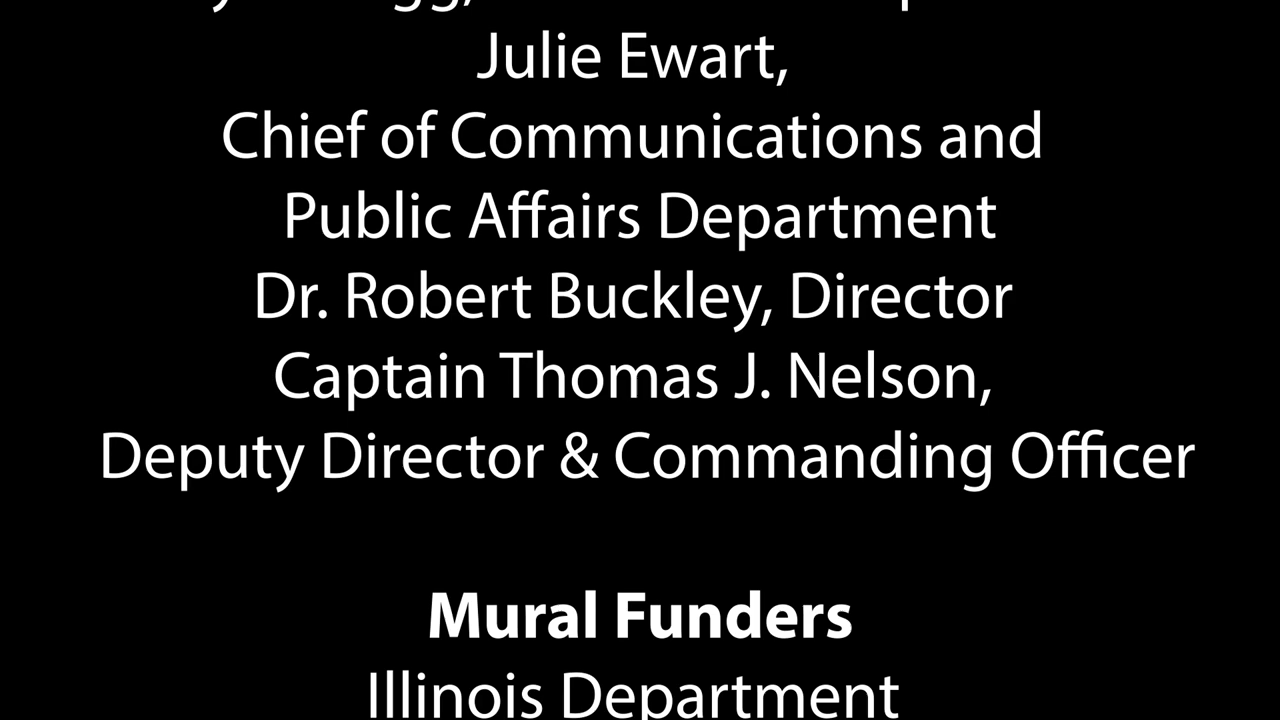 Julie Ewart,
Chief of Communications and
Public Affairs Department
Dr. Robert Buckley, Director
Captain Thomas J. Nelson,
Deputy Director & Commanding Officer
Mural Funders
Illinois Department